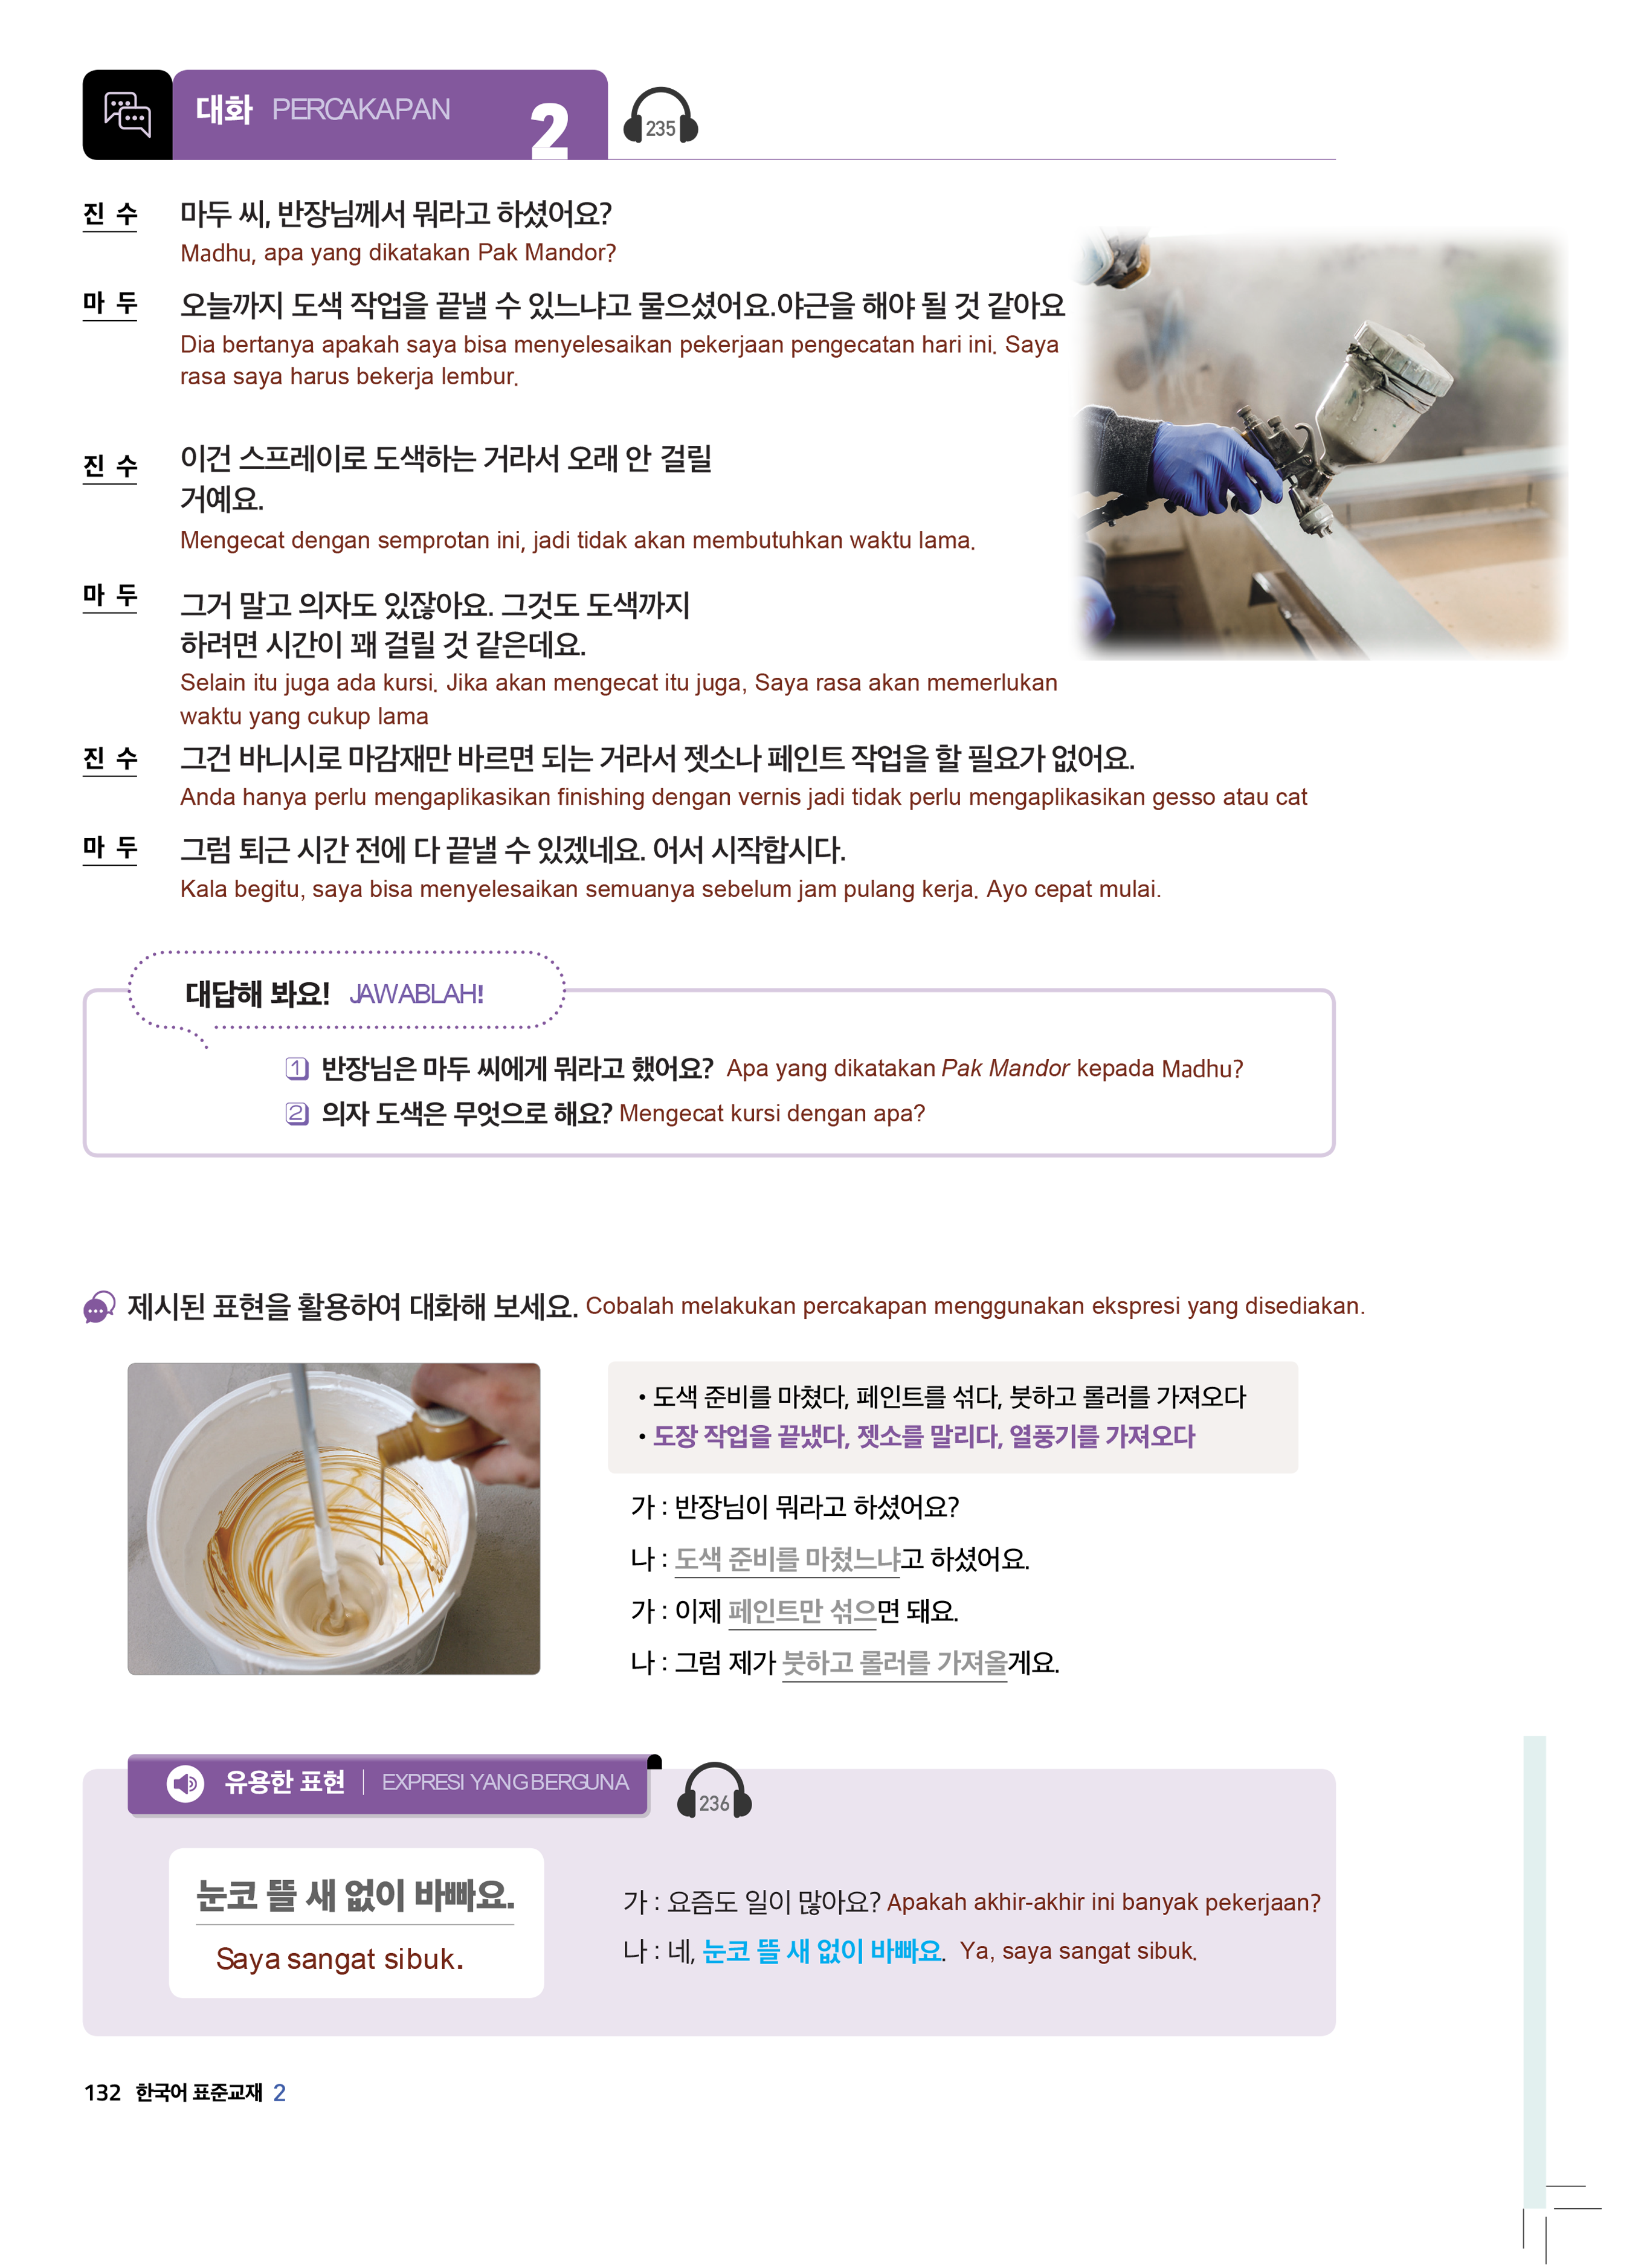 대화 PERCAKAPAN 2 235
진 수 마두 씨, 반장님께서 뭐라고 하셨어요?
Madhu, apa yang dikatakan Pak Mandor?
마 두 오늘까지 도색 작업을 끝낼 수 있느냐고 물으셨어요.야근을 해야 될 것 같아요
Dia bertanya apakah saya bisa menyelesaikan pekerjaan pengecatan hari ini. Saya
rasa saya harus bekerja lembur.
진 수 이건 스프레이로 도색하는 거라서 오래 안 걸릴
거예요.
Mengecat dengan semprotan ini, jadi tidak akan membutuhkan waktu lama.
마 두 그거 말고 의자도 있잖아요. 그것도 도색까지
하려면 시간이 꽤 걸릴 것 같은데요.
Selain itu juga ada kursi. Jika akan mengecat itu juga, Saya rasa akan memerlukan
waktu yang cukup lama
진 수 그건 바니시로 마감재만 바르면 되는 거라서 젯소나 페인트 작업을 할 필요가 없어요.
Anda hanya perlu mengaplikasikan finishing dengan vernis jadi tidak perlu mengaplikasikan gesso atau cat
마 두 그럼 퇴근 시간 전에 다 끝낼 수 있겠네요. 어서 시작합시다.
Kala begitu, saya bisa menyelesaikan semuanya sebelum jam pulang kerja. Ayo cepat mulai.
대답해 봐요! JAWABLAH!
1 반장님은 마두 씨에게 뭐라고 했어요? Apa yang dikatakan Pak Mandor kepada Madhu?
2 의자 도색은 무엇으로 해요? Mengecat kursi dengan apa?
제시된 표현을 활용하여 대화해 보세요. Cobalah melakukan percakapan menggunakan ekspresi yang disediakan.
• 도색 준비를 마쳤다, 페인트를 섞다, 붓하고 롤러를 가져오다
• 도장 작업을 끝냈다, 젯소를 말리다, 열풍기를 가져오다
가 : 반장님이 뭐라고 하셨어요?
나 : 도색 준비를 마쳤느냐고 하셨어요.
가 : 이제 페인트만 섞으면 돼요.
나 : 그럼 제가 붓하고 롤러를 가져올게요.
유용한 표현 EXPRESI YANG BERGUNA 236
눈코 뜰 새 없이 바빠요.
Saya sangat sibuk.
가 : 요즘도 일이 많아요? Apakah akhir-akhir ini banyak pekerjaan?
나 : 네, 눈코 뜰 새 없이 바빠요. Ya, saya sangat sibuk.
132 한국어 표준교재 2